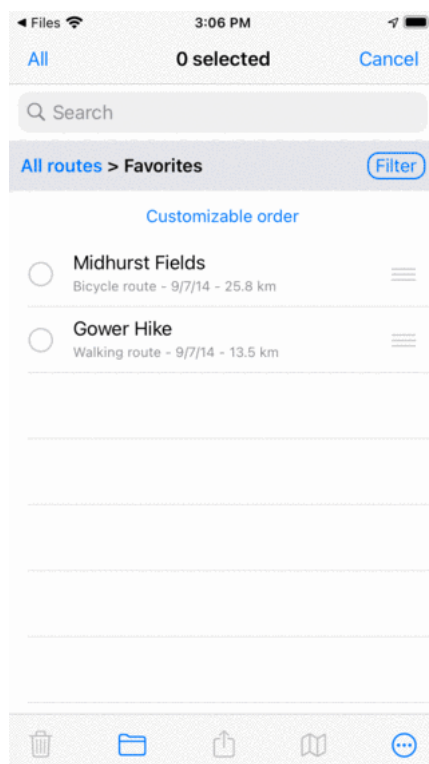 Files 3:06 PM
All 0 selected Cancel
Search
All routes > Favorites Filter
Customizable order
Midhurst Fields
Bicycle route - 9/7/14 - 25.8 km
Gower Hike
Walking route - 9/7/14 - 13.5 km